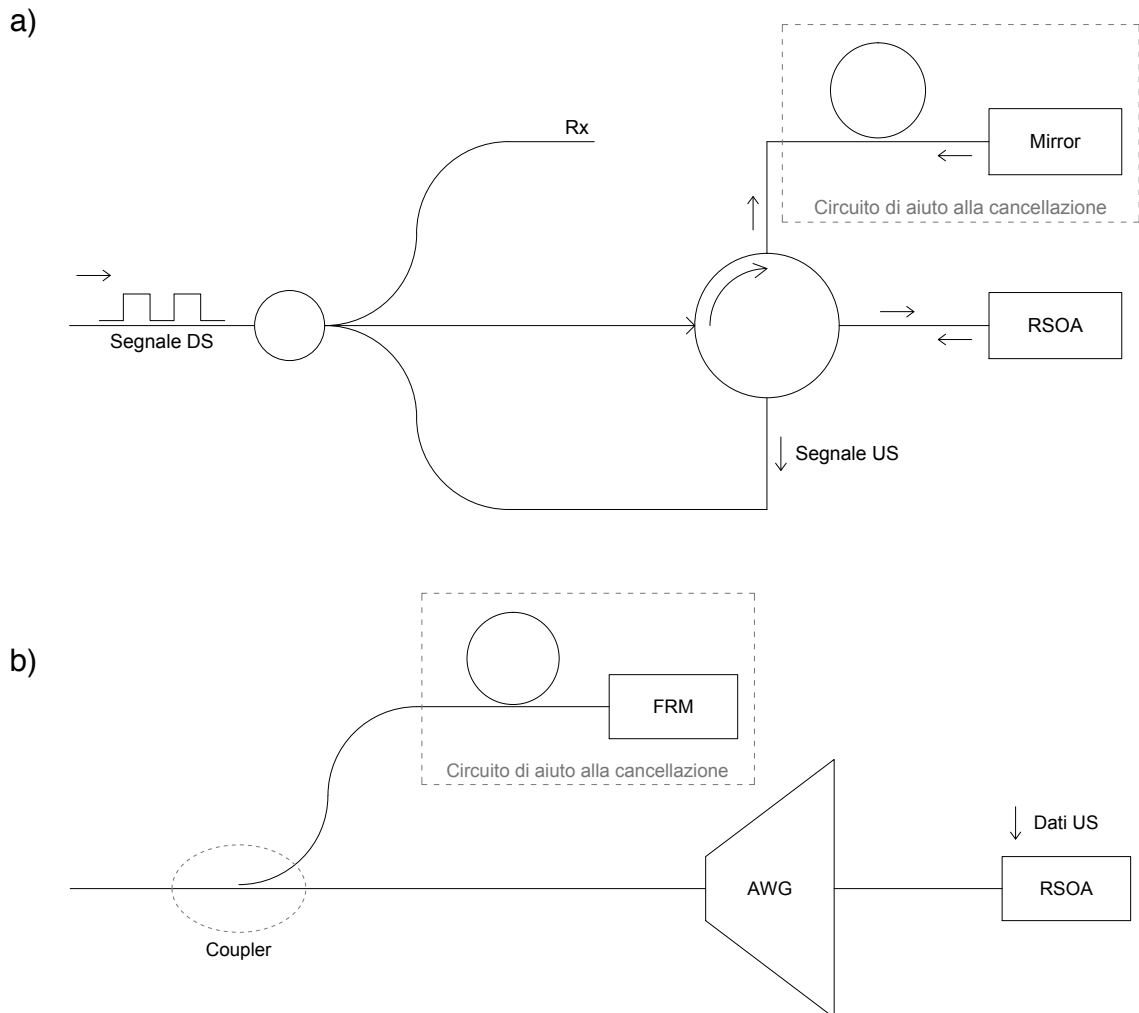 a)
Rx
Mirror
Circuito di aiuto alla cancellazione
Segnale DS
RSOA
Segnale US
b)
FRM
Circuito di aiuto alla cancellazione
Dati US
AWG
RSOA
Coupler